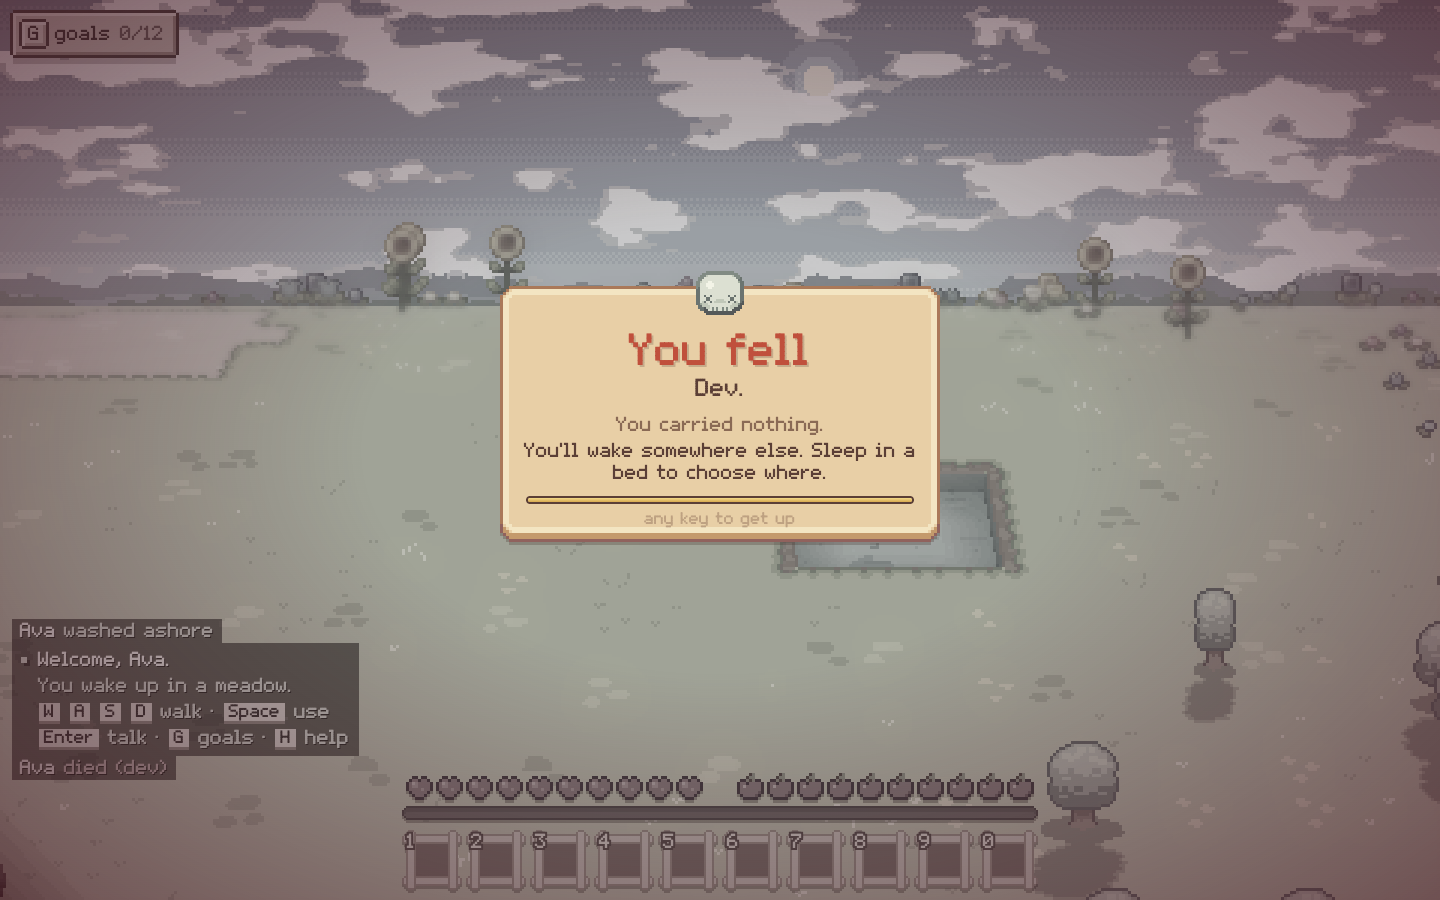 G goals 0/12
You fell
Dev.
You carried nothing.
You'll wake somewhere else. Sleep in a
bed to choose where.
any key to get up
Ava washed ashore
▪ Welcome, Ava.
You wake up in a meadow.
W A S D walk · Space use
Enter talk · G goals · H help
Ava died (dev)
1 2 3 4 5 6 7 8 9 0